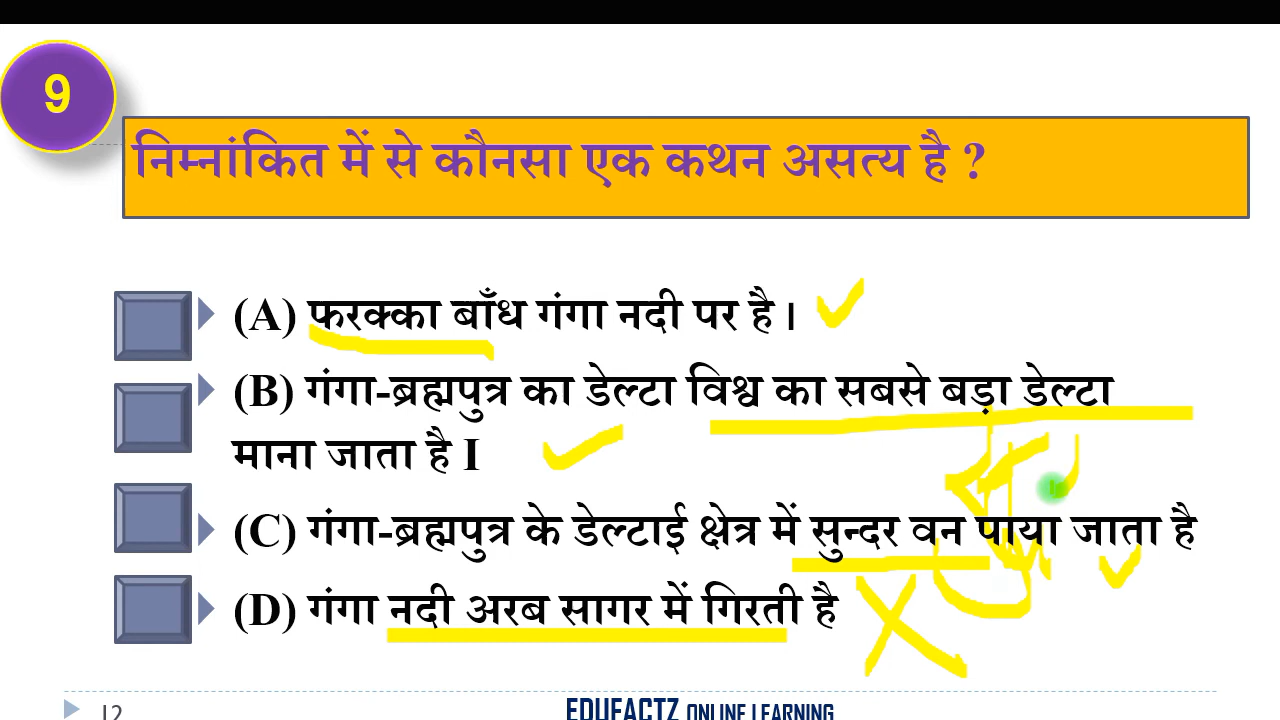 9
निम्नांकित में से कौनसा एक कथन असत्य है ?
(A) फरक्का बाँध गंगा नदी पर है।
(B) गंगा-ब्रह्मपुत्र का डेल्टा विश्व का सबसे बड़ा डेल्टा
माना जाता है I
(C) गंगा-ब्रह्मपुत्र के डेल्टाई क्षेत्र में सुन्दर वन पाया जाता है
(D) गंगा नदी अरब सागर में गिरती है
12
EDUFACTZ ONLINE LEARNING